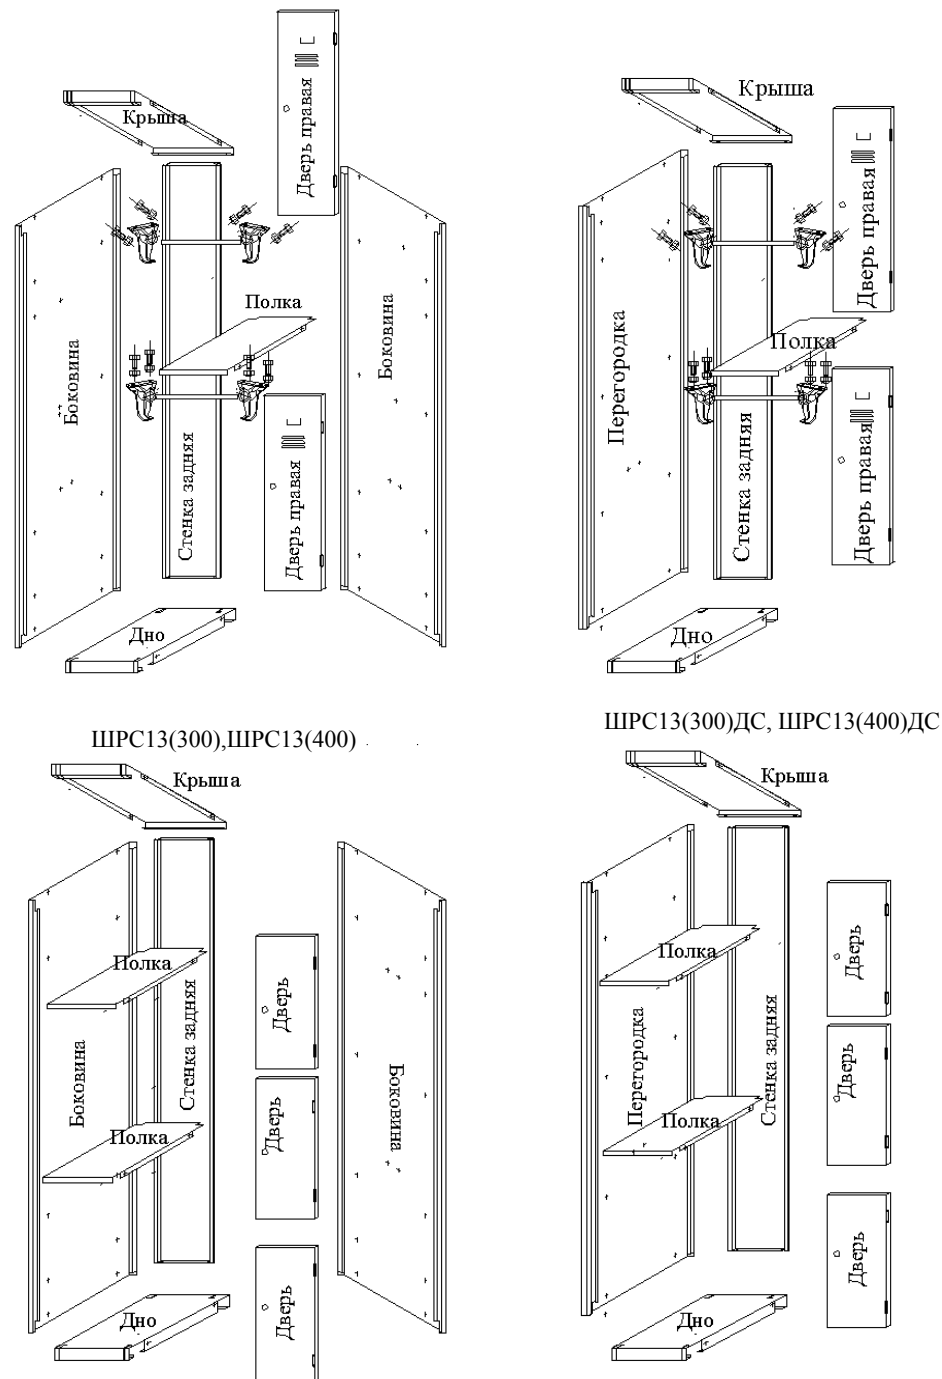 Крыша
Дверь правая
Боковина
Полка
Боковина
Стенка задняя
Дверь правая
Дно
Крыша
Дверь правая
Перегородка
Полка
Стенка задняя
Дверь правая
Дно
ШРС13(300),ШРС13(400)
ШРС13(300)ДС, ШРС13(400)ДС
Крыша
Полка
Боковина
Стенка задняя
Полка
Дверь
Дверь
Дверь
Боковина
Дно
Крыша
Полка
Перегородка
Стенка задняя
Полка
Дверь
Дверь
Дверь
Дно